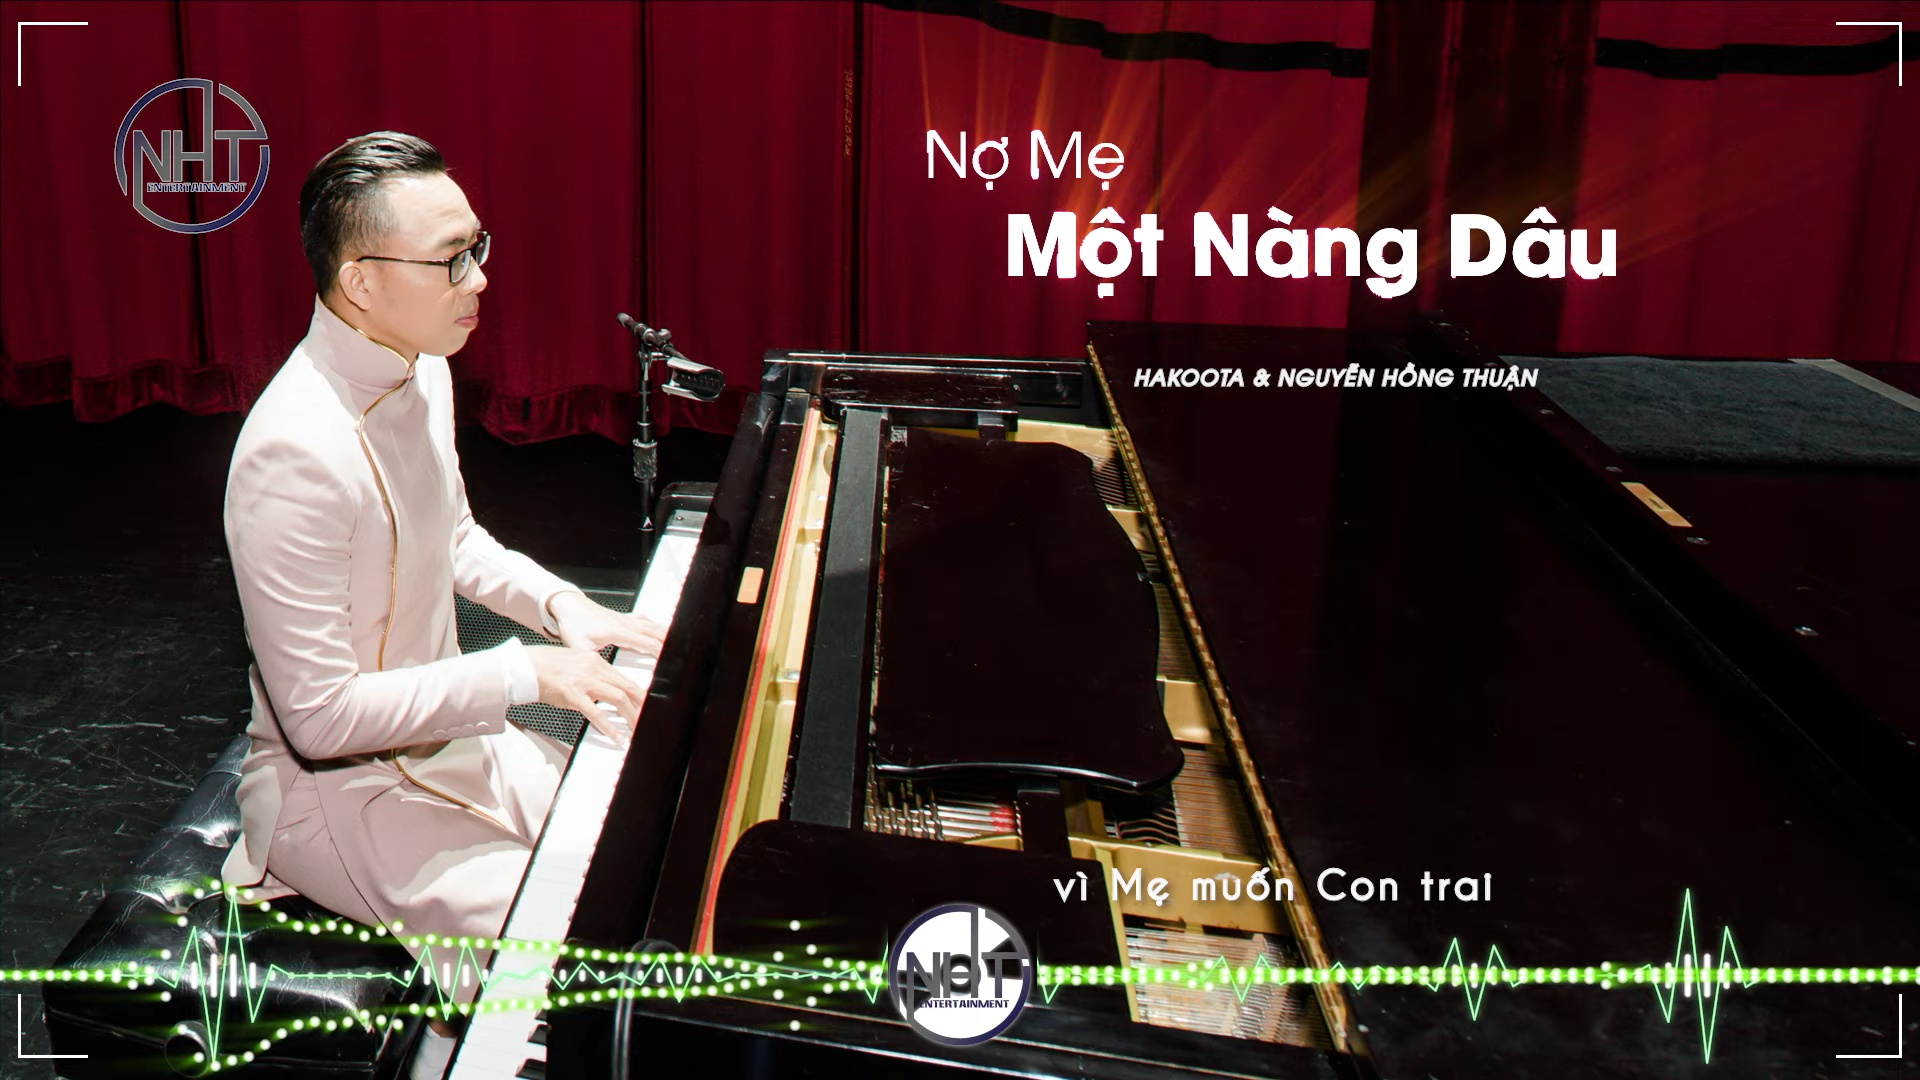 NHT
ENTERTAINMENT
Nợ Mẹ
Một Nàng Dâu
HAKOOTA & NGUYỄN HỒNG THUẬN
vì Mẹ muốn Con trai
NHT
ENTERTAINMENT